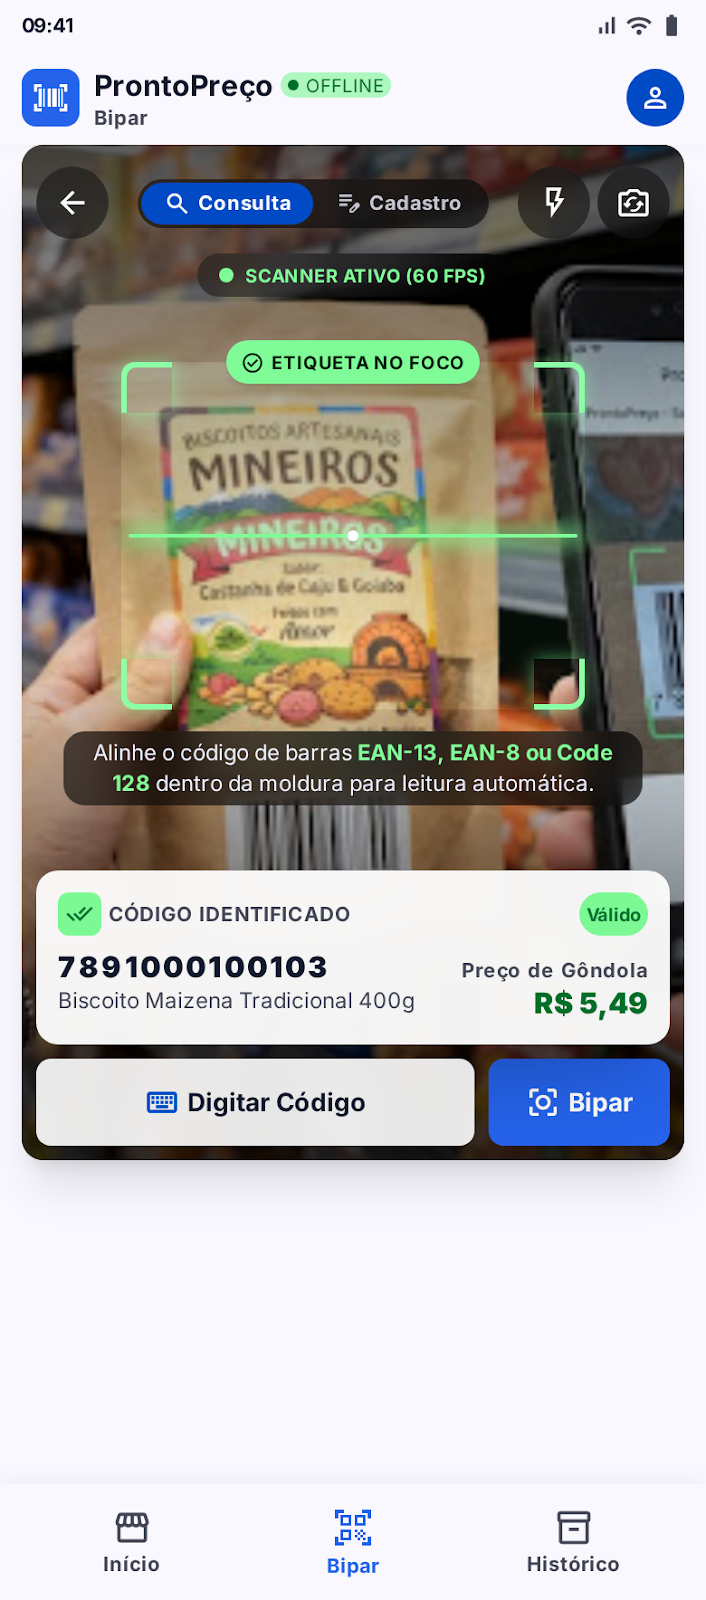 09:41
ProntoPreço
OFFLINE
Bipar
Consulta
Cadastro
SCANNER ATIVO (60 FPS)
ETIQUETA NO FOCO
BISCOITOS ARTESANAIS
MINEIROS
MINEIROS
Sabor:
Castanha de Caju & Goiaba
Feitos com
Amor
Alinhe o código de barras EAN-13, EAN-8 ou Code
128 dentro da moldura para leitura automática.
CÓDIGO IDENTIFICADO
Válido
7891000100103
Preço de Gôndola
Biscoito Maizena Tradicional 400g
R$ 5,49
Digitar Código
Bipar
Início
Bipar
Histórico